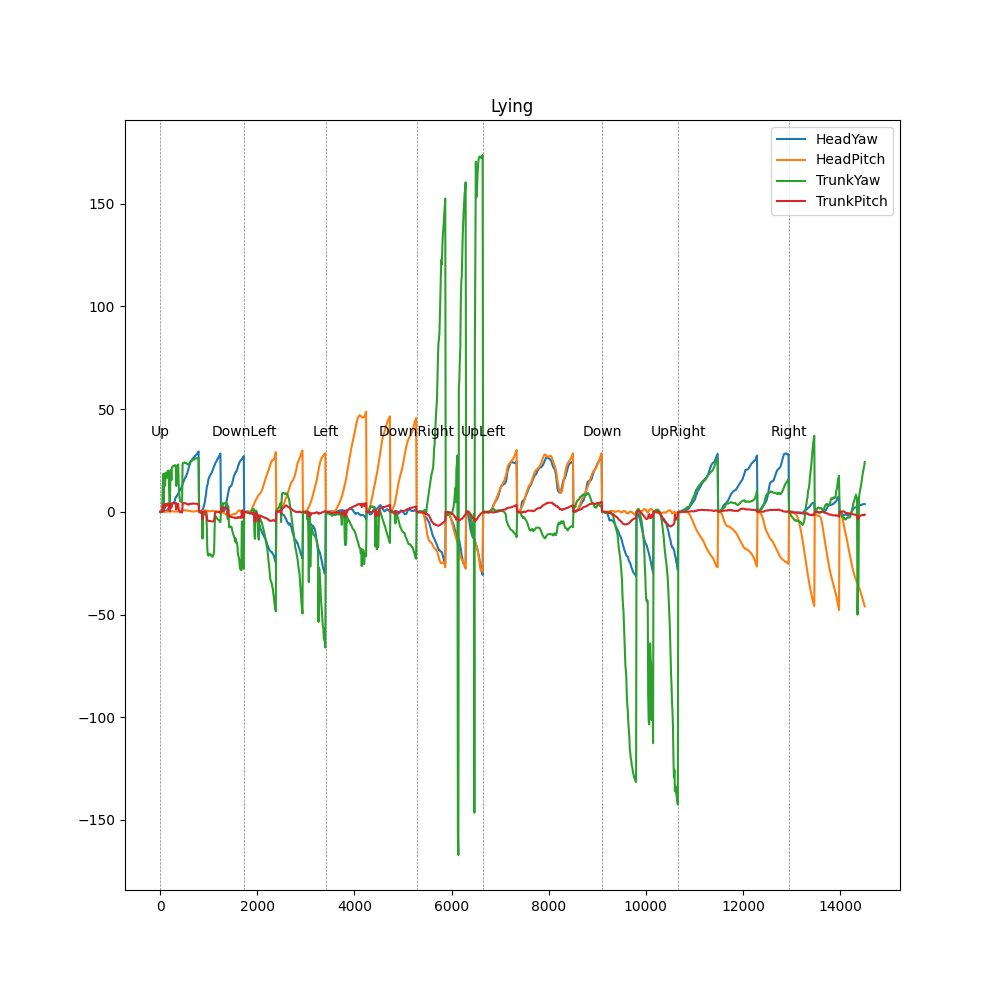 Lying
HeadYaw
HeadPitch
TrunkYaw
TrunkPitch
150
100
50
0
−50
−100
−150
Up DownLeft Left DownRight UpLeft Down UpRight Right
0 2000 4000 6000 8000 10000 12000 14000